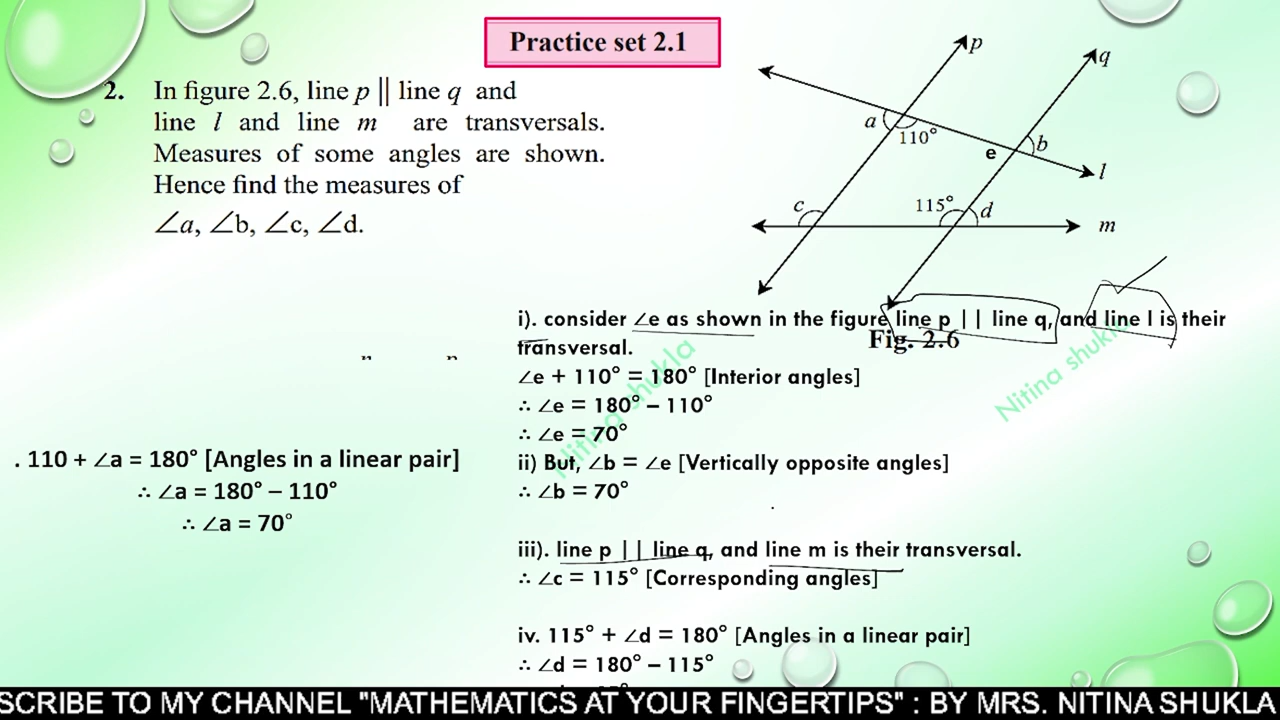 Practice set 2.1
2. In figure 2.6, line p || line q and
line l and line m are transversals.
Measures of some angles are shown.
Hence find the measures of
∠a, ∠b, ∠c, ∠d.
p
q
a
110°
e
b
l
c
115°
d
m
i). consider ∠e as shown in the figure line p || line q, and line l is their
Fig. 2.6
transversal.
∠e + 110° = 180° [Interior angles]
∴ ∠e = 180° – 110°
∴ ∠e = 70°
. 110 + ∠a = 180° [Angles in a linear pair]
∴ ∠a = 180° – 110°
∴ ∠a = 70°
ii) But, ∠b = ∠e [Vertically opposite angles]
∴ ∠b = 70°
iii). line p || line q, and line m is their transversal.
∴ ∠c = 115° [Corresponding angles]
iv. 115° + ∠d = 180° [Angles in a linear pair]
∴ ∠d = 180° – 115°
Nitina shukla
Nitina shukla
SCRIBE TO MY CHANNEL "MATHEMATICS AT YOUR FINGERTIPS" : BY MRS. NITINA SHUKLA